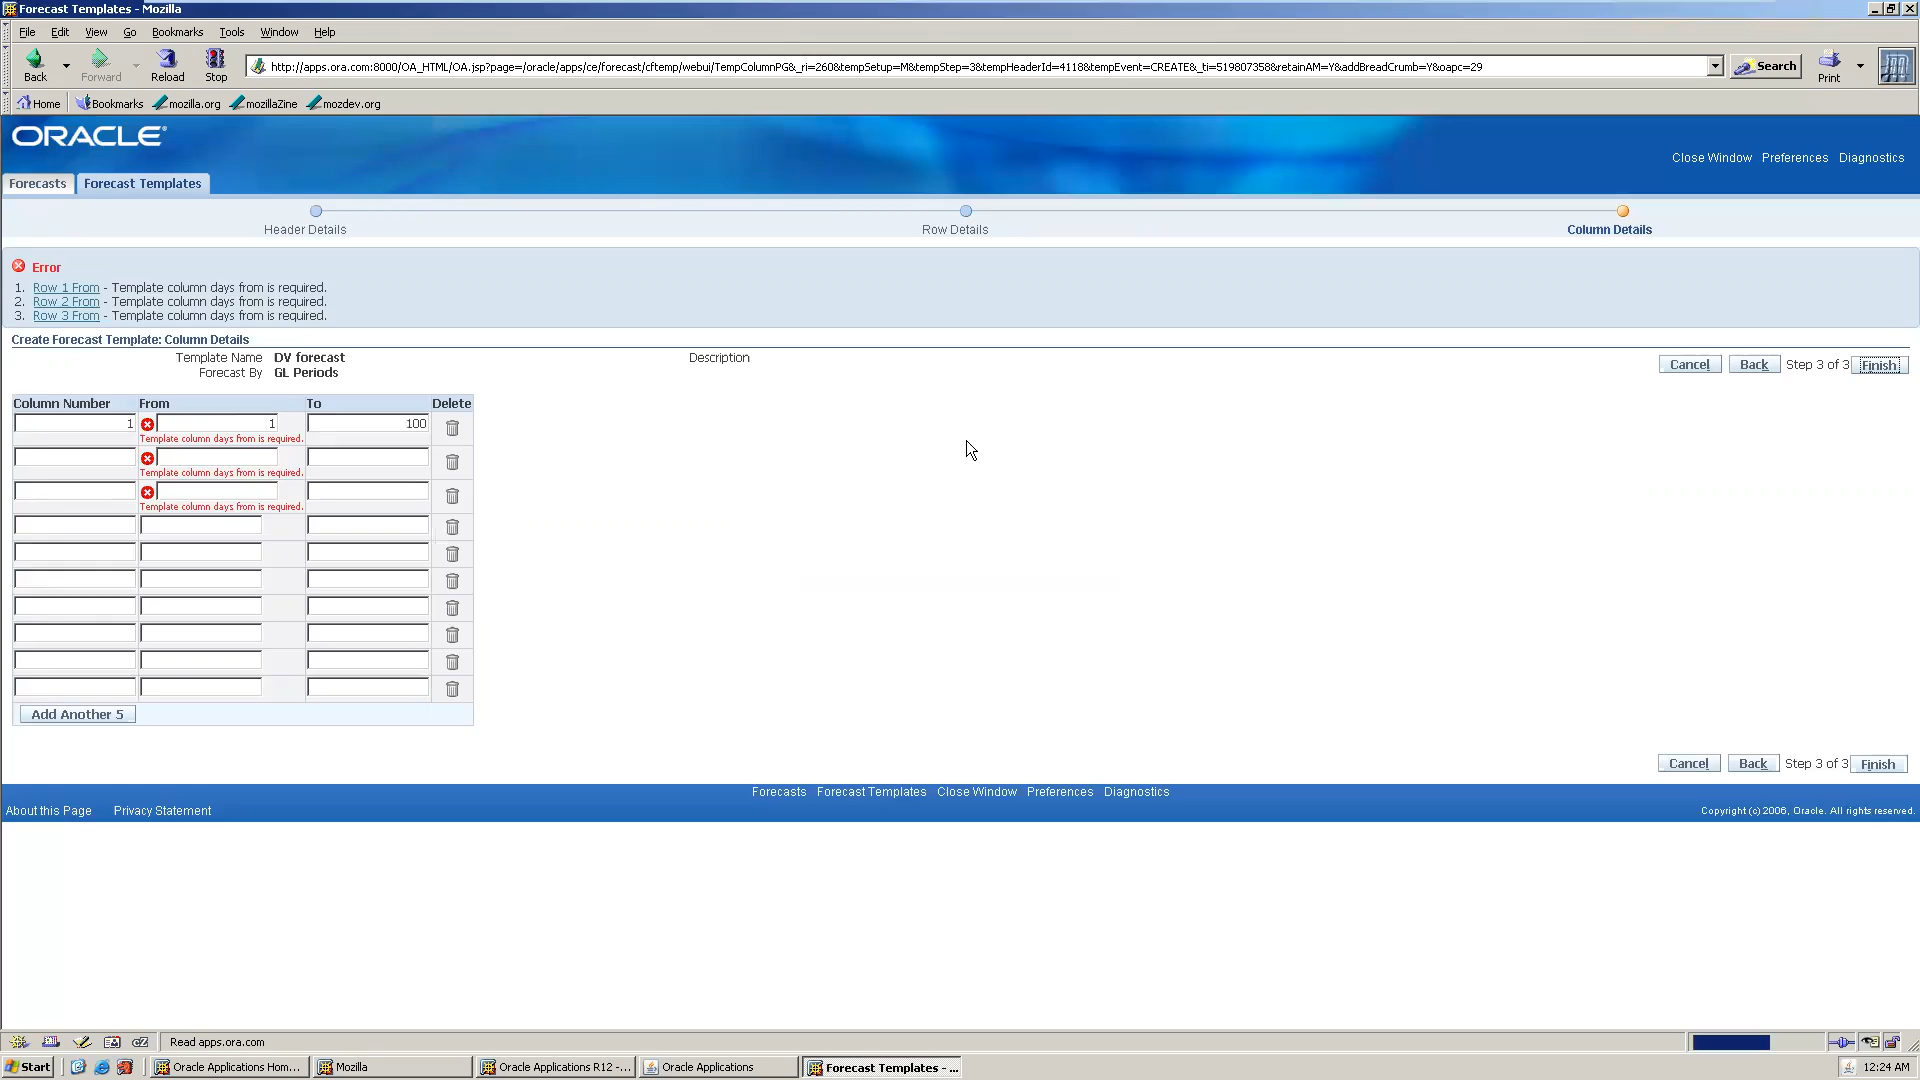 Forecast Templates - Mozilla
File Edit View Go Bookmarks Tools Window Help
Back Forward Reload Stop http://apps.ora.com:8000/OA_HTML/OA.jsp?page=/oracle/apps/ce/forecast/cftemp/webui/TempColumnPG&_ri=260&tempSetup=M&tempStep=3&tempHeaderId=4118&tempEvent=CREATE&_ti=519807358&retainAM=Y&addBreadCrumb=Y&oapc=29 Search Print
Home Bookmarks mozilla.org mozillaZine mozdev.org
ORACLE
Close Window Preferences Diagnostics
Forecasts Forecast Templates
Header Details Row Details Column Details
Error
1. Row 1 From - Template column days from is required.
2. Row 2 From - Template column days from is required.
3. Row 3 From - Template column days from is required.
Create Forecast Template: Column Details
Template Name DV forecast Description
Forecast By GL Periods
Cancel Back Step 3 of 3 Finish
Column Number From To Delete
1 1 100
Template column days from is required.
Template column days from is required.
Template column days from is required.
Add Another 5
Cancel Back Step 3 of 3 Finish
Forecasts Forecast Templates Close Window Preferences Diagnostics
About this Page Privacy Statement Copyright (c) 2006, Oracle. All rights reserved.
Read apps.ora.com
Start Oracle Applications Hom... Mozilla Oracle Applications R12 -... Oracle Applications Forecast Templates - ... 12:24 AM